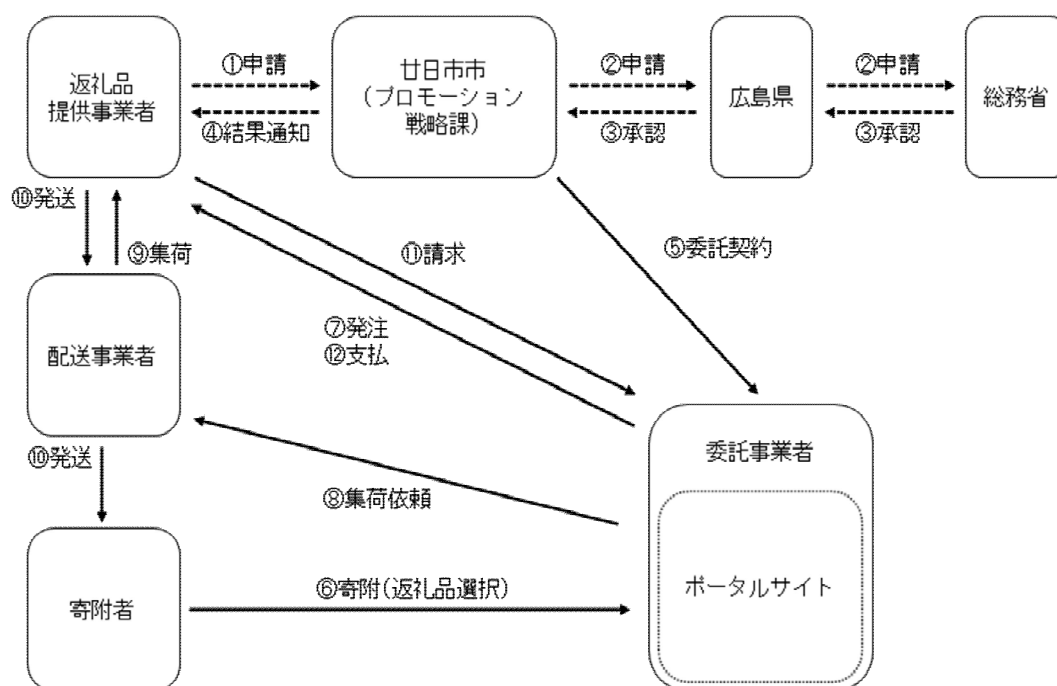 返礼品
提供事業者
①申請
④結果通知
廿日市市
(プロモーション
戦略課)
②申請
③承認
広島県
②申請
③承認
総務省
⑩発送
⑨集荷
⑪請求
⑤委託契約
⑦発注
⑫支払
配送事業者
⑩発送
⑧集荷依頼
委託事業者
ポータルサイト
⑥寄附(返礼品選択)
寄附者